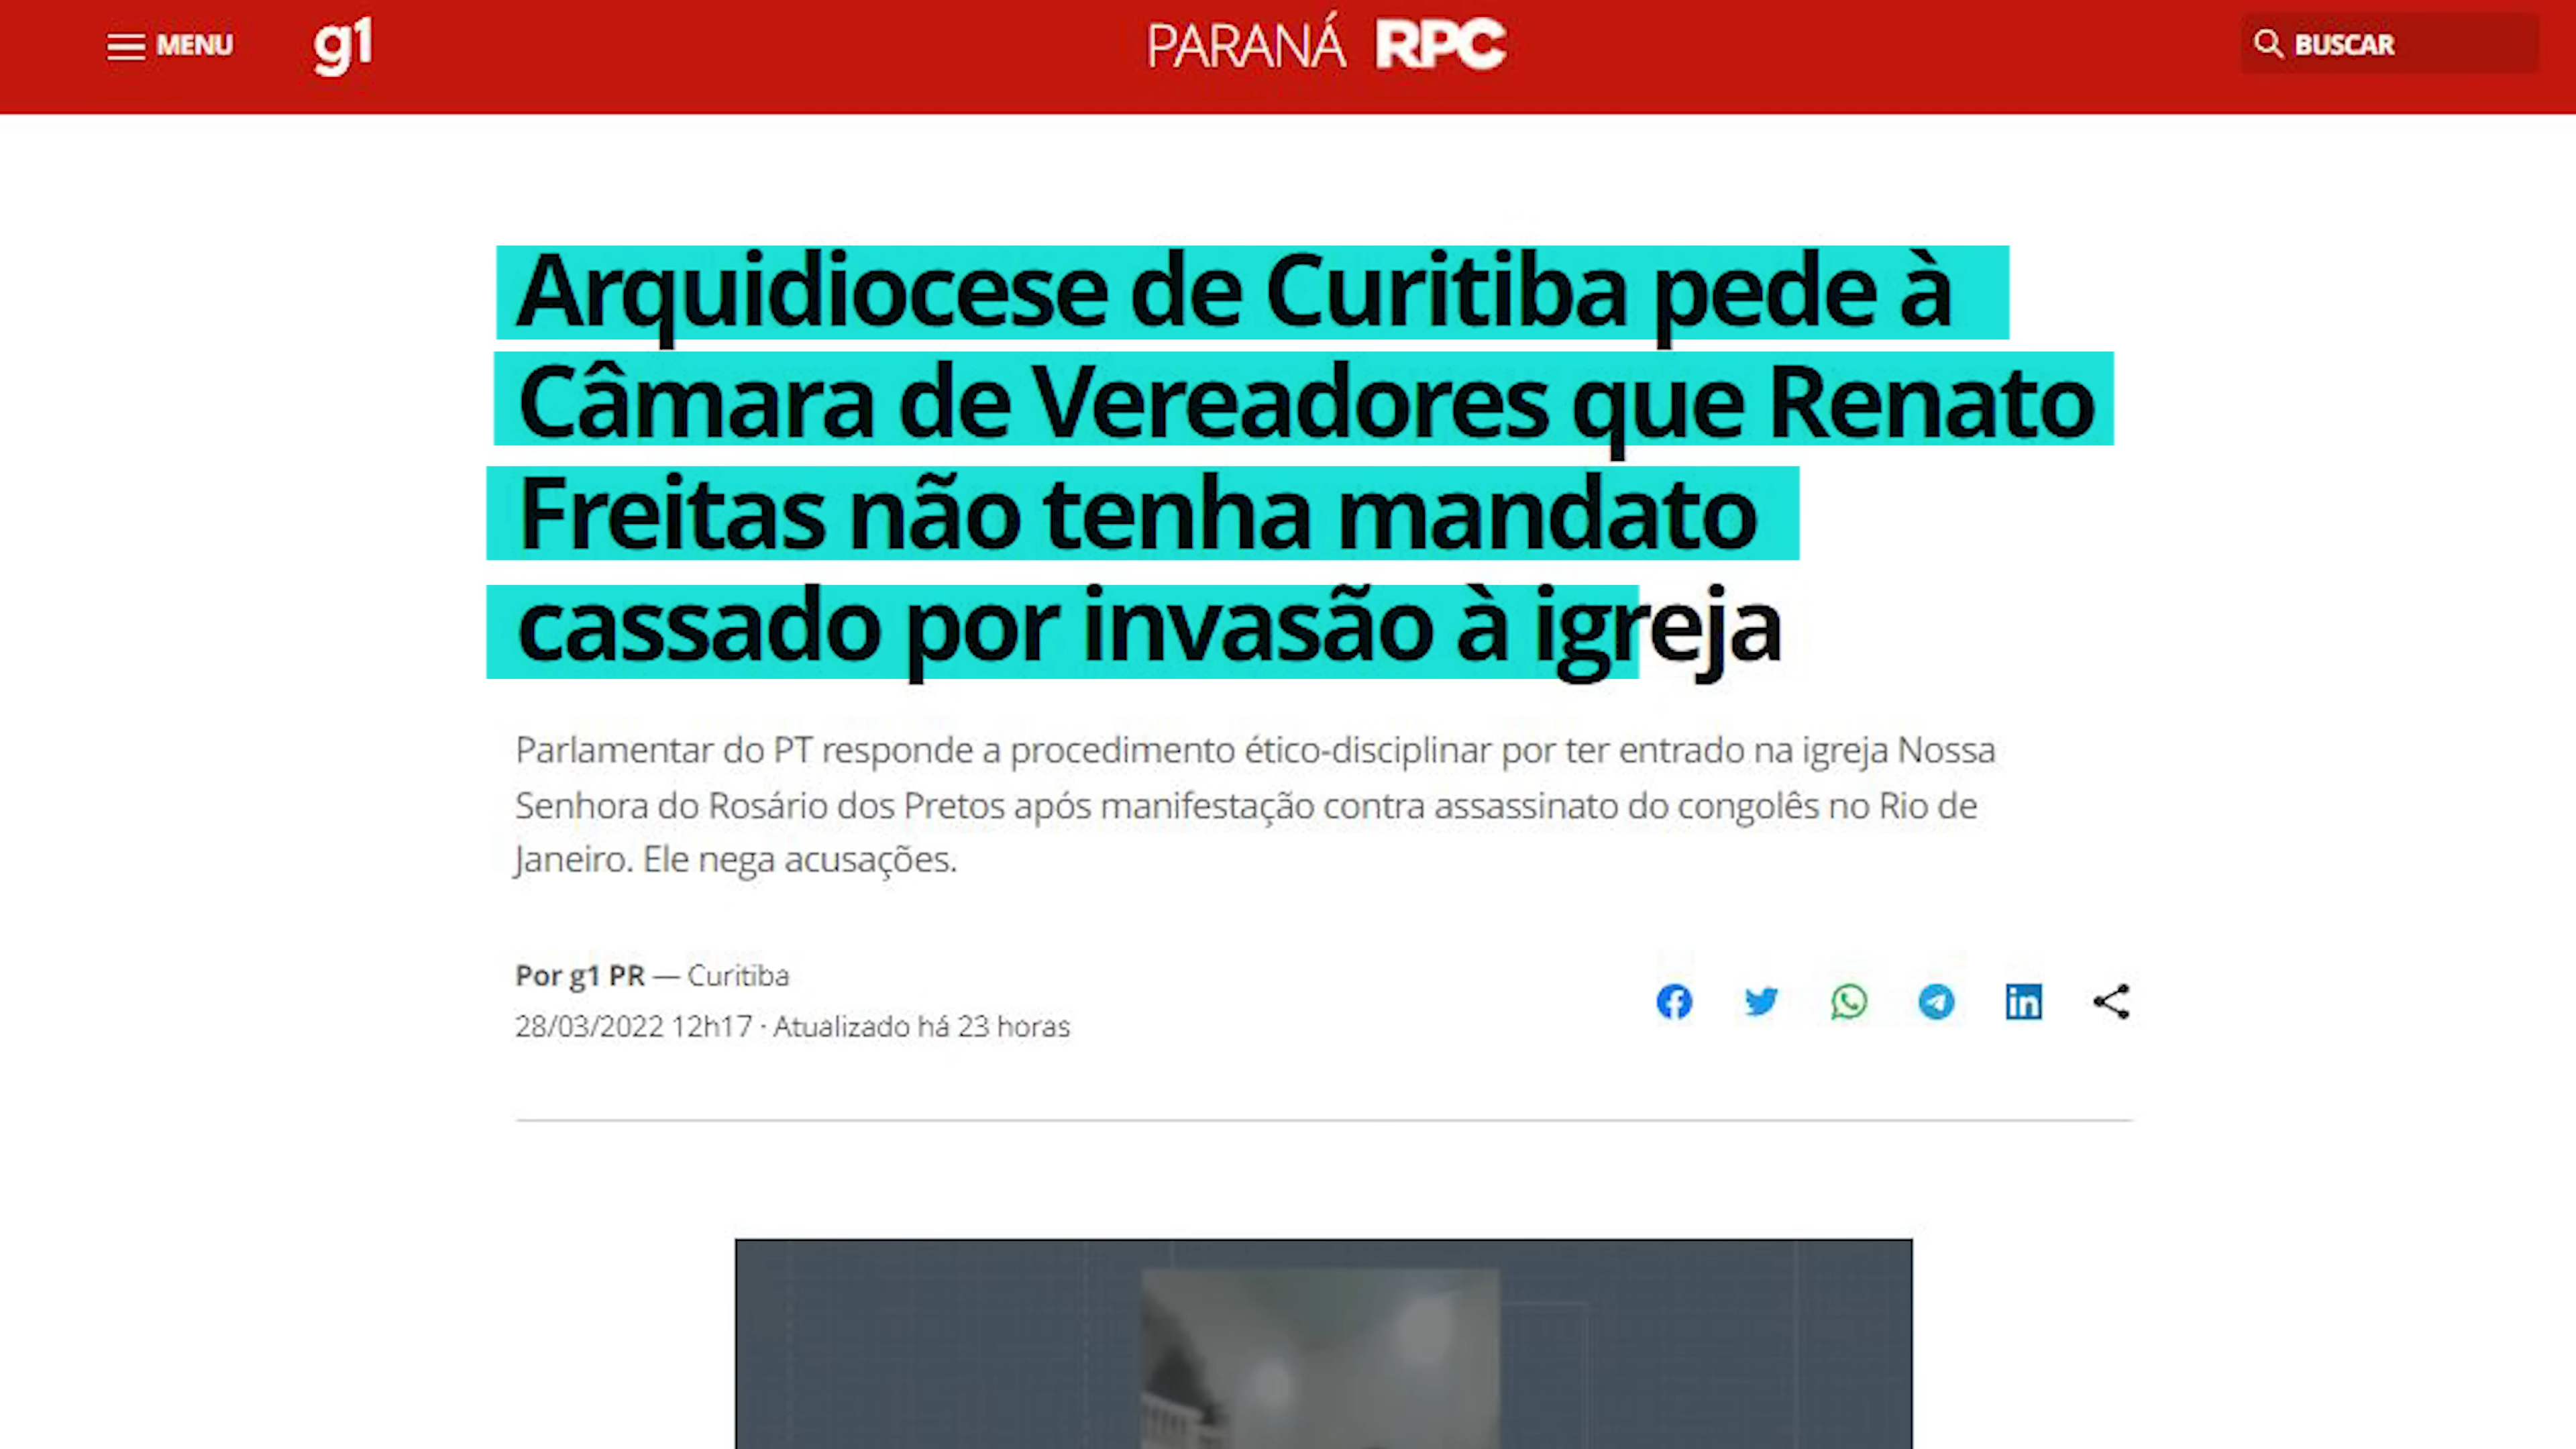 MENU g1 PARANÁ RPC BUSCAR
Arquidiocese de Curitiba pede à
Câmara de Vereadores que Renato
Freitas não tenha mandato
cassado por invasão à igreja
Parlamentar do PT responde a procedimento ético-disciplinar por ter entrado na igreja Nossa
Senhora do Rosário dos Pretos após manifestação contra assassinato do congolês no Rio de
Janeiro. Ele nega acusações.
Por g1 PR — Curitiba
28/03/2022 12h17 · Atualizado há 23 horas